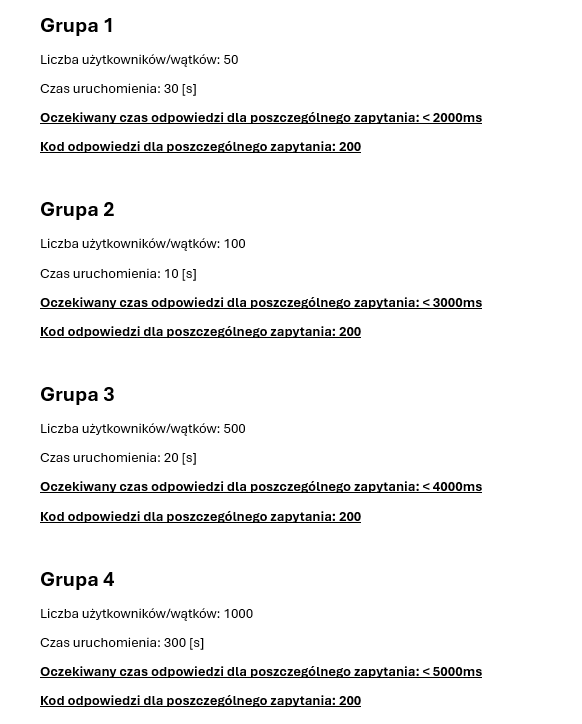 Grupa 1
Liczba użytkowników/wątków: 50
Czas uruchomienia: 30 [s]
Oczekiwany czas odpowiedzi dla poszczególnego zapytania: < 2000ms
Kod odpowiedzi dla poszczególnego zapytania: 200
Grupa 2
Liczba użytkowników/wątków: 100
Czas uruchomienia: 10 [s]
Oczekiwany czas odpowiedzi dla poszczególnego zapytania: < 3000ms
Kod odpowiedzi dla poszczególnego zapytania: 200
Grupa 3
Liczba użytkowników/wątków: 500
Czas uruchomienia: 20 [s]
Oczekiwany czas odpowiedzi dla poszczególnego zapytania: < 4000ms
Kod odpowiedzi dla poszczególnego zapytania: 200
Grupa 4
Liczba użytkowników/wątków: 1000
Czas uruchomienia: 300 [s]
Oczekiwany czas odpowiedzi dla poszczególnego zapytania: < 5000ms
Kod odpowiedzi dla poszczególnego zapytania: 200